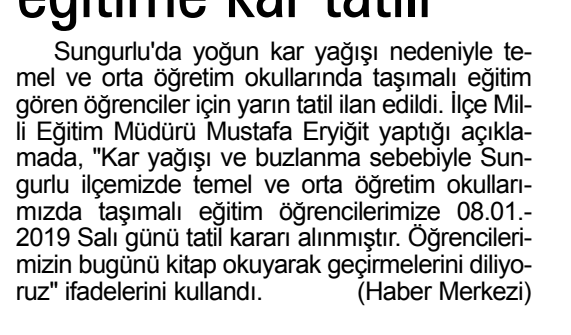 eğitime kar tatili
Sungurlu'da yoğun kar yağışı nedeniyle te-
mel ve orta öğretim okullarında taşımalı eğitim
gören öğrenciler için yarın tatil ilan edildi. İlçe Mil-
li Eğitim Müdürü Mustafa Eryiğit yaptığı açıkla-
mada, "Kar yağışı ve buzlanma sebebiyle Sun-
gurlu ilçemizde temel ve orta öğretim okulları-
mızda taşımalı eğitim öğrencilerimize 08.01.-
2019 Salı günü tatil kararı alınmıştır. Öğrencileri-
mizin bugünü kitap okuyarak geçirmelerini diliyo-
ruz" ifadelerini kullandı. (Haber Merkezi)